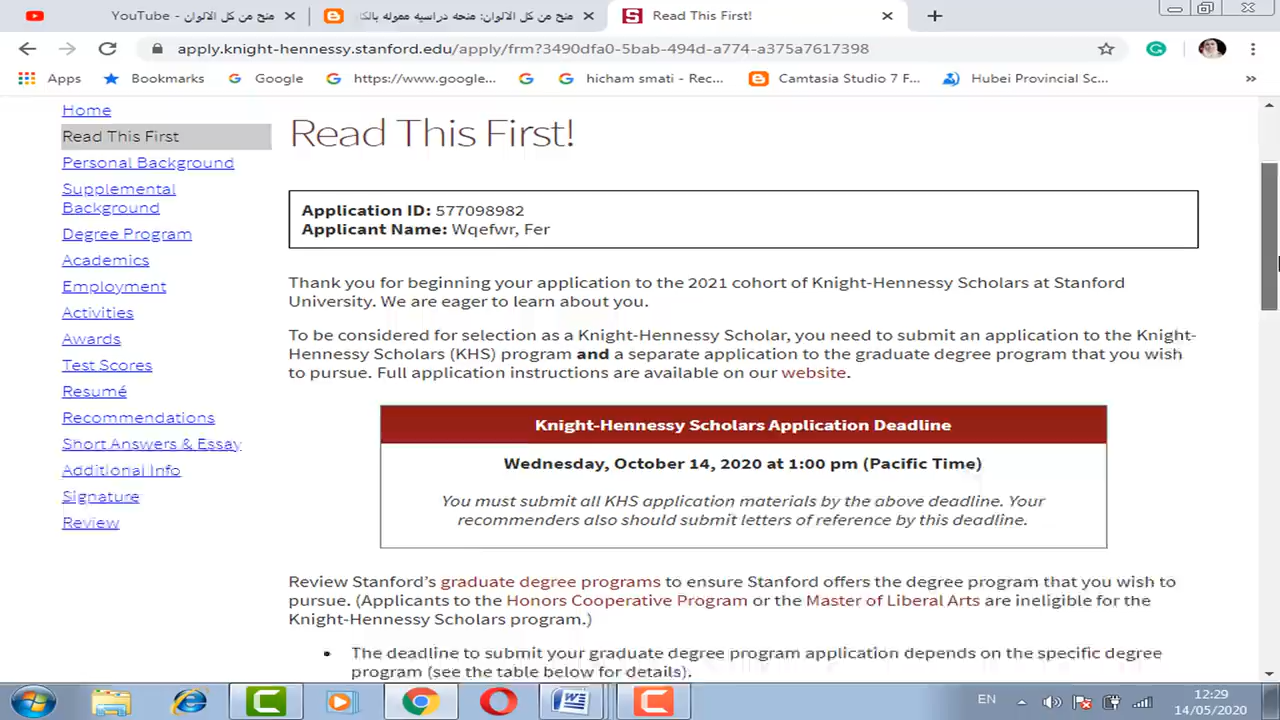 YouTube - منح من كل الالوان
منح من كل الالوان: منحه دراسيه مموله بالكا
Read This First!
apply.knight-hennessy.stanford.edu/apply/frm?3490dfa0-5bab-494d-a774-a375a7617398
Apps
Bookmarks
Google
https://www.google...
hicham smati - Rec...
Camtasia Studio 7 F...
Hubei Provincial Sc...
»
Home
Read This First
Personal Background
Supplemental
Background
Degree Program
Academics
Employment
Activities
Awards
Test Scores
Resumé
Recommendations
Short Answers & Essay
Additional Info
Signature
Review
Read This First!
Application ID: 577098982
Applicant Name: Wqefwr, Fer
Thank you for beginning your application to the 2021 cohort of Knight-Hennessy Scholars at Stanford
University. We are eager to learn about you.
To be considered for selection as a Knight-Hennessy Scholar, you need to submit an application to the Knight-
Hennessy Scholars (KHS) program and a separate application to the graduate degree program that you wish
to pursue. Full application instructions are available on our website.
Knight-Hennessy Scholars Application Deadline
Wednesday, October 14, 2020 at 1:00 pm (Pacific Time)
You must submit all KHS application materials by the above deadline. Your
recommenders also should submit letters of reference by this deadline.
Review Stanford's graduate degree programs to ensure Stanford offers the degree program that you wish to
pursue. (Applicants to the Honors Cooperative Program or the Master of Liberal Arts are ineligible for the
Knight-Hennessy Scholars program.)
• The deadline to submit your graduate degree program application depends on the specific degree
program (see the table below for details).
EN
12:29
14/05/2020